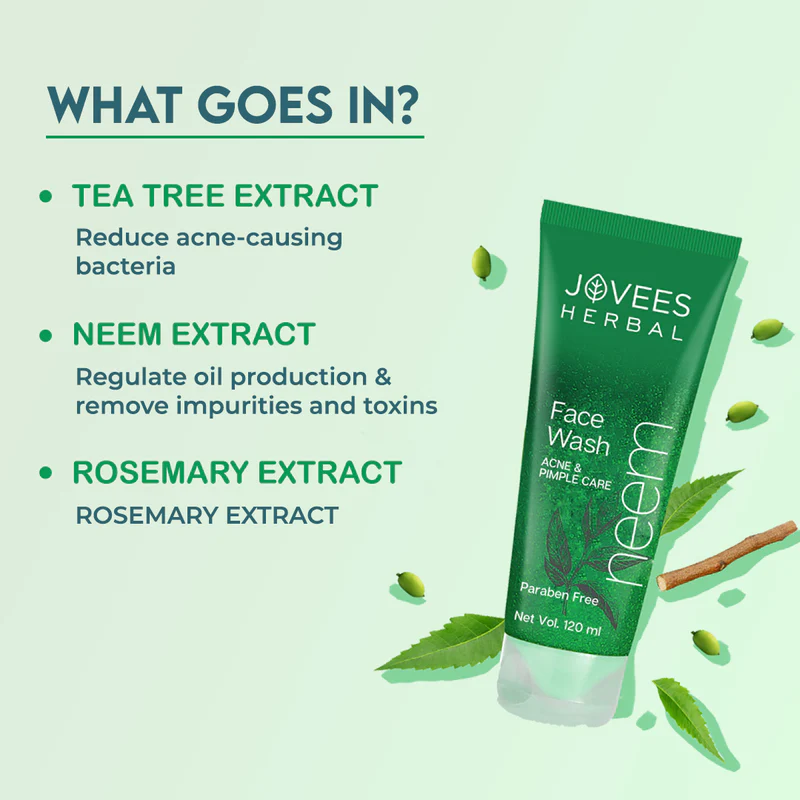 WHAT GOES IN?
• TEA TREE EXTRACT
Reduce acne-causing
bacteria
• NEEM EXTRACT
Regulate oil production &
remove impurities and toxins
• ROSEMARY EXTRACT
ROSEMARY EXTRACT
JOVEES
HERBAL
Face
Wash
ACNE &
PIMPLE CARE
neem
Paraben Free
Net Vol. 120 ml